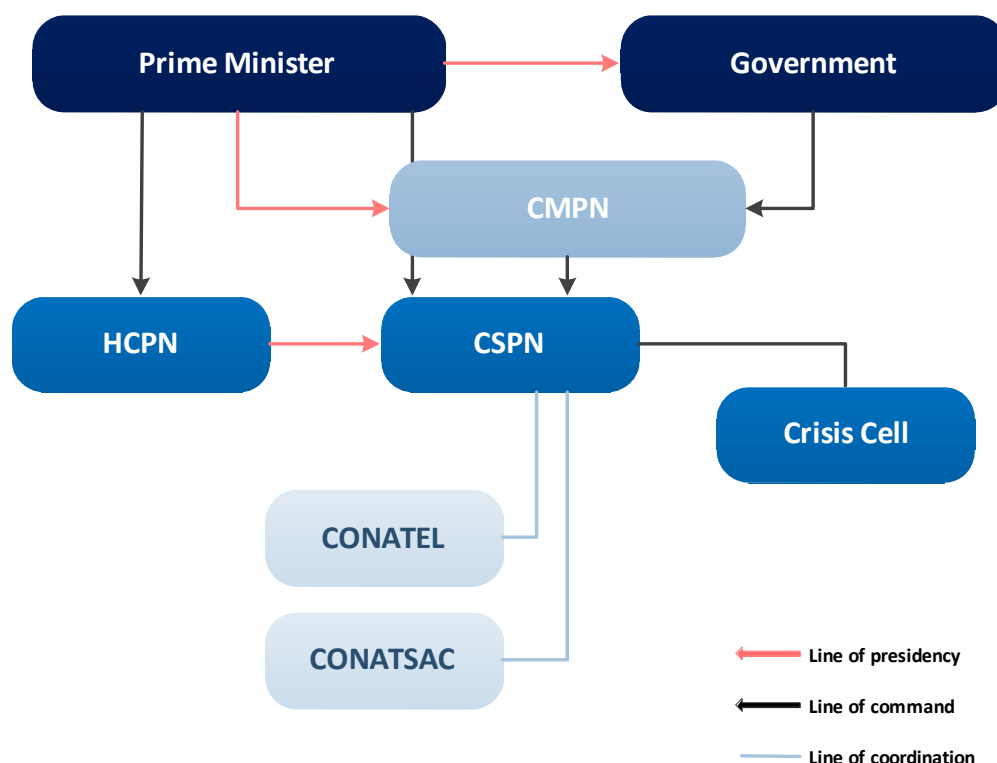 Prime Minister
Government
CMPN
HCPN
CSPN
Crisis Cell
CONATEL
CONATSAC
Line of presidency
Line of command
Line of coordination